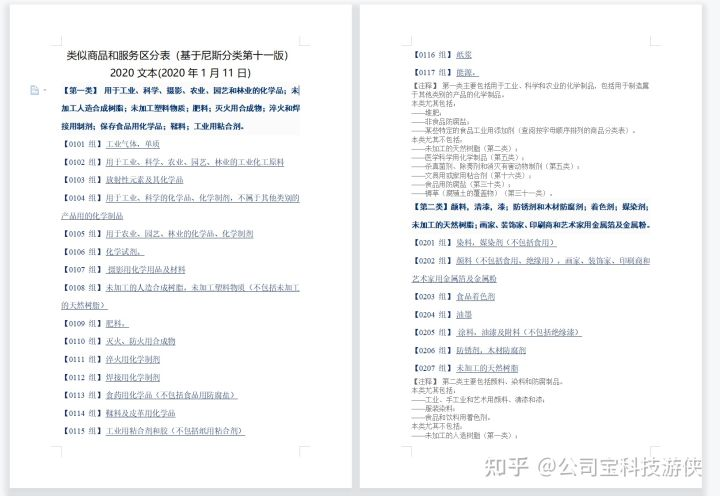 类似商品和服务区分表（基于尼斯分类第十一版）
2020 文本(2020 年 1 月 11 日)
【第一类】 用于工业、科学、摄影、农业、园艺和林业的化学品；未
加工人造合成树脂；未加工塑料物质；肥料；灭火用合成物；淬火和焊
接用制剂；保存食品用化学品；鞣料；工业用粘合剂。
【0101 组】 工业气体，单质
【0102 组】 用于工业、科学、农业、园艺、林业的工业化工原料
【0103 组】 放射性元素及其化学品
【0104 组】 用于工业、科学的化学品、化学制剂，不属于其他类别的
产品用的化学制品
【0105 组】 用于农业、园艺、林业的化学品、化学制剂
【0106 组】 化学试剂。
【0107 组】 摄影用化学用品及材料
【0108 组】 未加工的人造合成树脂，未加工塑料物质（不包括未加工
的天然树脂）
【0109 组】 肥料。
【0110 组】 灭火、防火用合成物
【0111 组】 淬火用化学制剂
【0112 组】 焊接用化学制剂
【0113 组】 食药用化学品（不包括食品用防腐盐）
【0114 组】 鞣料及皮革用化学品
【0115 组】 工业用粘合剂和胶（不包括纸用粘合剂）
【0116 组】 纸浆
【0117 组】 能源。
【注释】 第一类主要包括用于工业、科学和农业的化学制品，包括用于制造属
于其他类别的产品的化学制品。
本类尤其包括：
——堆肥；
——非食品防腐盐；
——某些特定的食品工业用添加剂（查阅按字母顺序排列的商品分类表）。
本类尤其不包括：
——未加工的天然树脂（第二类）；
——医学科学用化学制品（第五类）；
——杀真菌剂、除莠剂和消灭有害动物制剂（第五类）；
——文具用或家用粘合剂（第十六类）；
——食品用防腐盐（第三十类）；
——褥草（腐殖土的覆盖物）（第三十一类）。
【第二类】颜料，清漆，漆；防锈剂和木材防腐剂；着色剂；媒染剂；
未加工的天然树脂；画家、装饰家、印刷商和艺术家用金属箔及金属粉。
【0201 组】 染料，媒染剂（不包括食用）
【0202 组】 颜料（不包括食用、绝缘用），画家、装饰家、印刷商和
艺术家用金属箔及金属粉
【0203 组】 食品着色剂
【0204 组】 油墨
【0205 组】 涂料，油漆及附料（不包括绝缘漆）
【0206 组】 防锈剂，木材防腐剂
【0207 组】 未加工的天然树脂
【注释】 第二类主要包括颜料、染料和防腐制品。
本类尤其包括：
——工业、手工业和艺术用颜料、清漆和漆；
——服装染料；
——食品和饮料用着色剂。
本类尤其不包括：
——未加工的人造树脂（第一类）；
知乎 @公司宝科技游侠